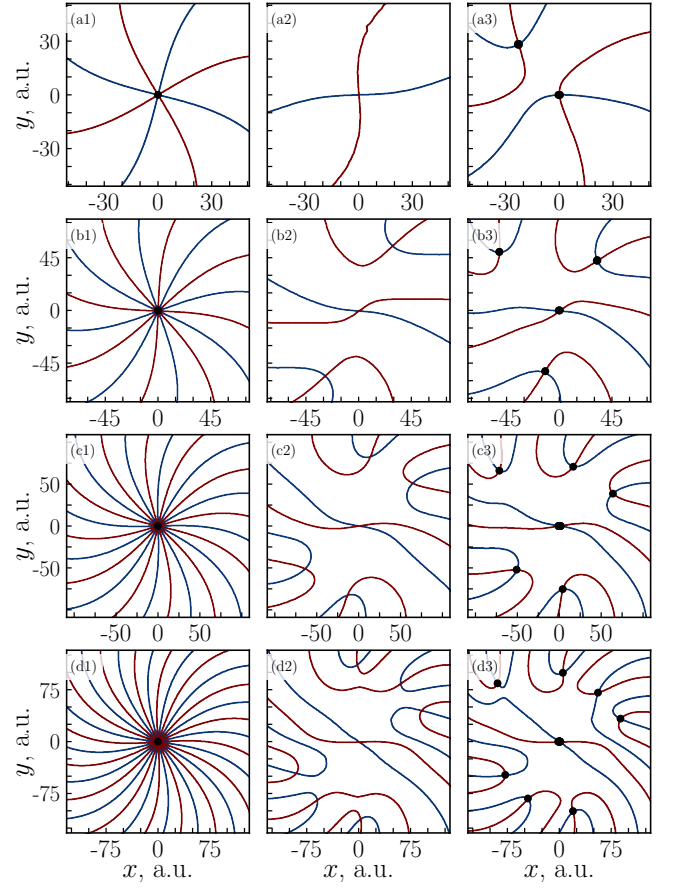 (a1) (a2) (a3)
50
0
-30
y, a.u.
-30 0 30 -30 0 30 -30 0 30
(b1) (b2) (b3)
45
0
-45
y, a.u.
-45 0 45 -45 0 45 -45 0 45
(c1) (c2) (c3)
50
0
-50
y, a.u.
-50 0 50 -50 0 50 -50 0 50
(d1) (d2) (d3)
75
0
-75
y, a.u.
-75 0 75 -75 0 75 -75 0 75
x, a.u. x, a.u. x, a.u.